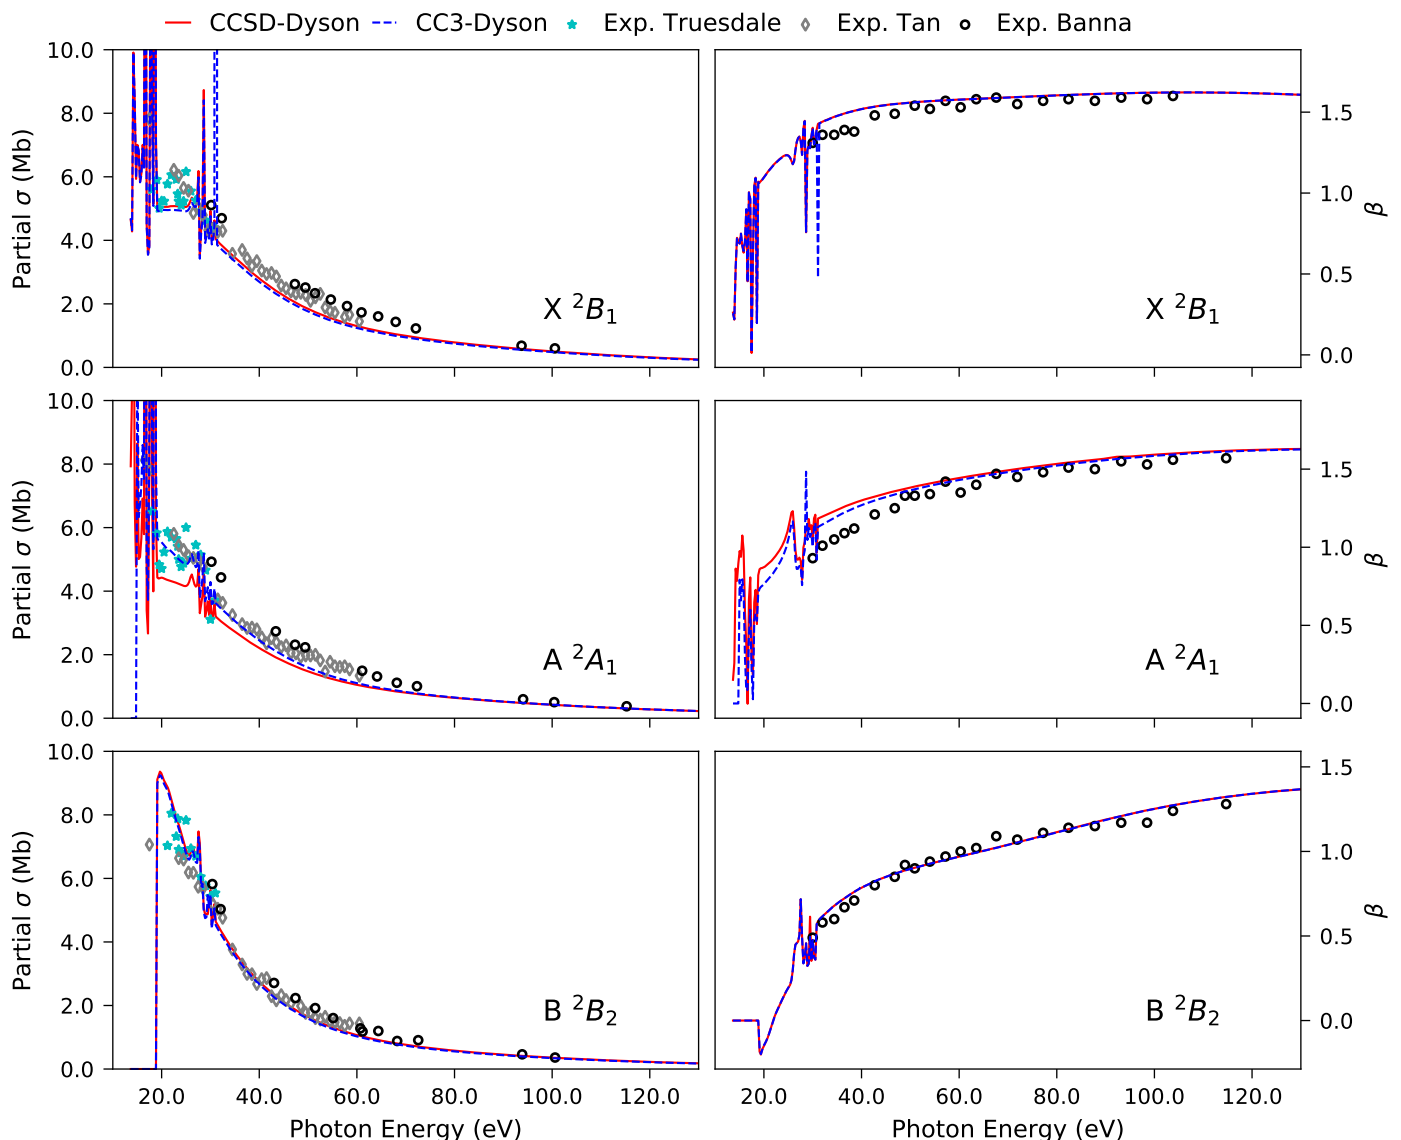 CCSD-Dyson CC3-Dyson Exp. Truesdale Exp. Tan Exp. Banna
10.0
8.0
6.0
4.0
2.0
0.0
Partial σ (Mb)
X ²B₁
1.5
1.0
0.5
0.0
β
X ²B₁
10.0
8.0
6.0
4.0
2.0
0.0
Partial σ (Mb)
A ²A₁
1.5
1.0
0.5
0.0
β
A ²A₁
10.0
8.0
6.0
4.0
2.0
0.0
Partial σ (Mb)
B ²B₂
1.5
1.0
0.5
0.0
β
B ²B₂
20.0 40.0 60.0 80.0 100.0 120.0
Photon Energy (eV)
20.0 40.0 60.0 80.0 100.0 120.0
Photon Energy (eV)